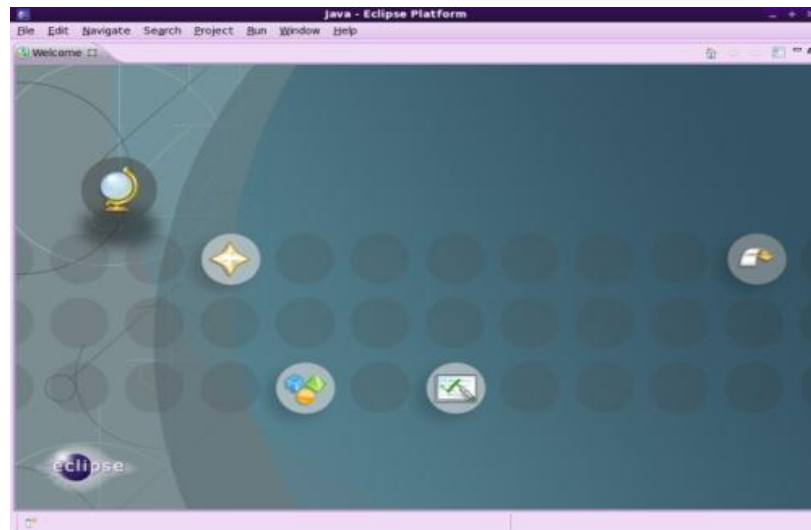 Java - Eclipse Platform
File Edit Navigate Search Project Run Window Help
Welcome
eclipse